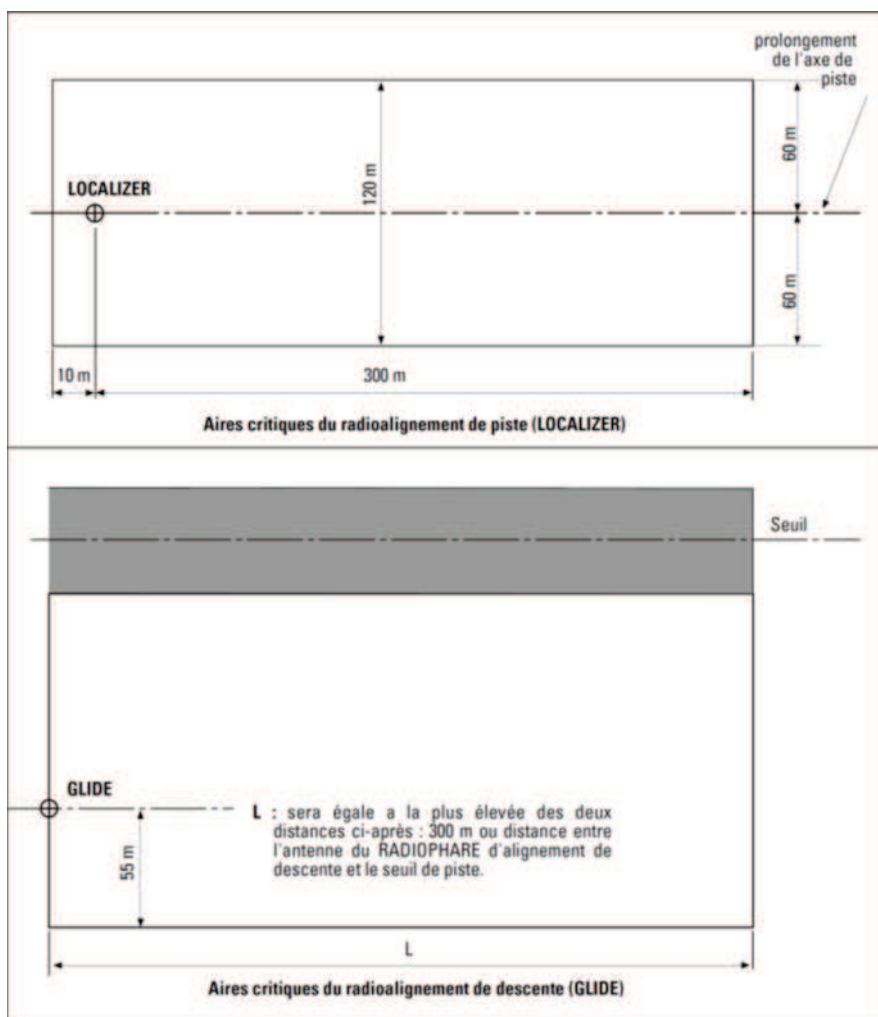 prolongement
de l'axe de
piste
60 m
120 m
LOCALIZER
60 m
10 m
300 m
Aires critiques du radioalignement de piste (LOCALIZER)
Seuil
GLIDE
L : sera égale a la plus élevée des deux
distances ci-après : 300 m ou distance entre
l'antenne du RADIOPHARE d'alignement de
descente et le seuil de piste.
55 m
L
Aires critiques du radioalignement de descente (GLIDE)